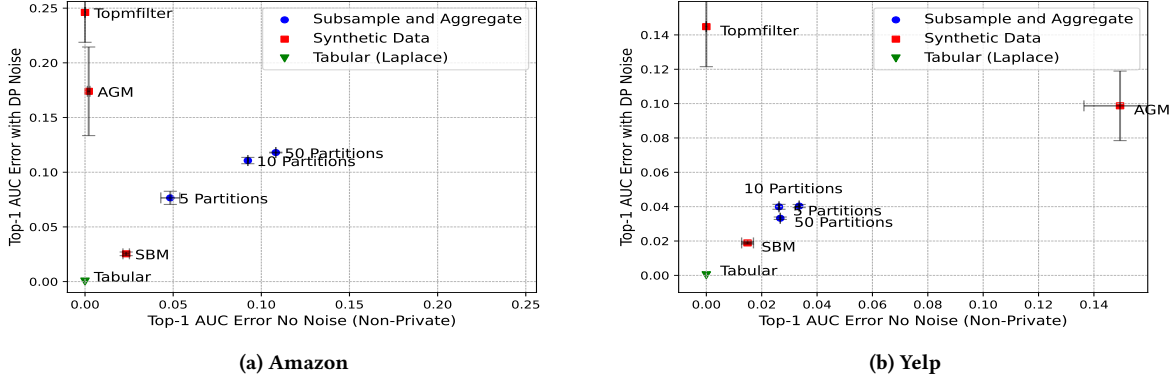 Topmfilter
Subsample and Aggregate
Synthetic Data
Tabular (Laplace)
AGM
50 Partitions
10 Partitions
5 Partitions
SBM
Tabular
0.25
0.20
0.15
0.10
0.05
0.00
Top-1 AUC Error with DP Noise
0.00 0.05 0.10 0.15 0.20 0.25
Top-1 AUC Error No Noise (Non-Private)
(a) Amazon
Topmfilter
Subsample and Aggregate
Synthetic Data
Tabular (Laplace)
AGM
10 Partitions
5 Partitions
50 Partitions
SBM
Tabular
0.14
0.12
0.10
0.08
0.06
0.04
0.02
0.00
Top-1 AUC Error with DP Noise
0.00 0.02 0.04 0.06 0.08 0.10 0.12 0.14
Top-1 AUC Error No Noise (Non-Private)
(b) Yelp